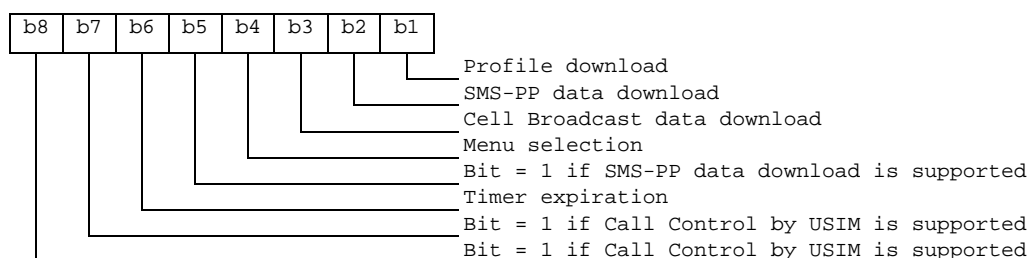 b8 b7 b6 b5 b4 b3 b2 b1
Profile download
SMS-PP data download
Cell Broadcast data download
Menu selection
Bit = 1 if SMS-PP data download is supported
Timer expiration
Bit = 1 if Call Control by USIM is supported
Bit = 1 if Call Control by USIM is supported